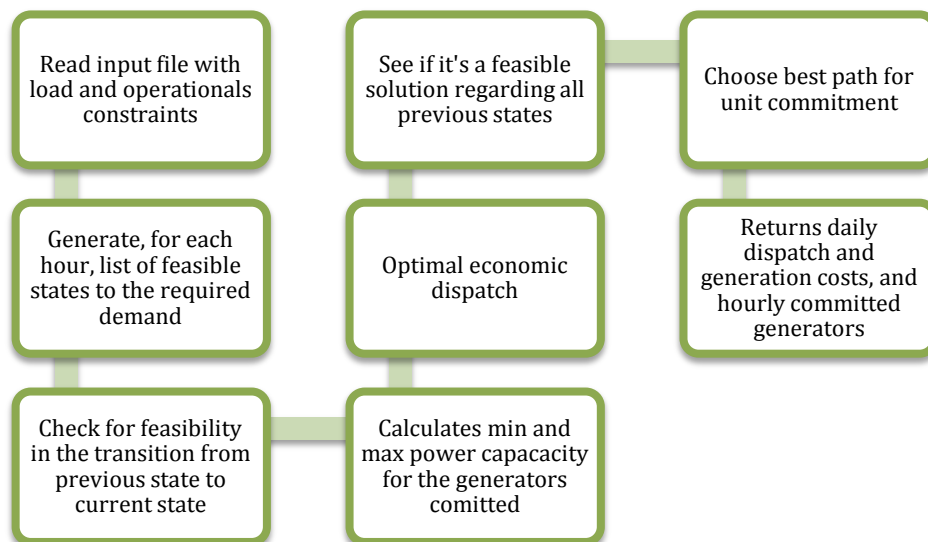 Read input file with
load and operationals
constraints
Generate, for each
hour, list of feasible
states to the required
demand
Check for feasibility
in the transition from
previous state to
current state
Calculates min and
max power capacacity
for the generators
comitted
Optimal economic
dispatch
See if it's a feasible
solution regarding all
previous states
Choose best path for
unit commitment
Returns daily
dispatch and
generation costs, and
hourly committed
generators